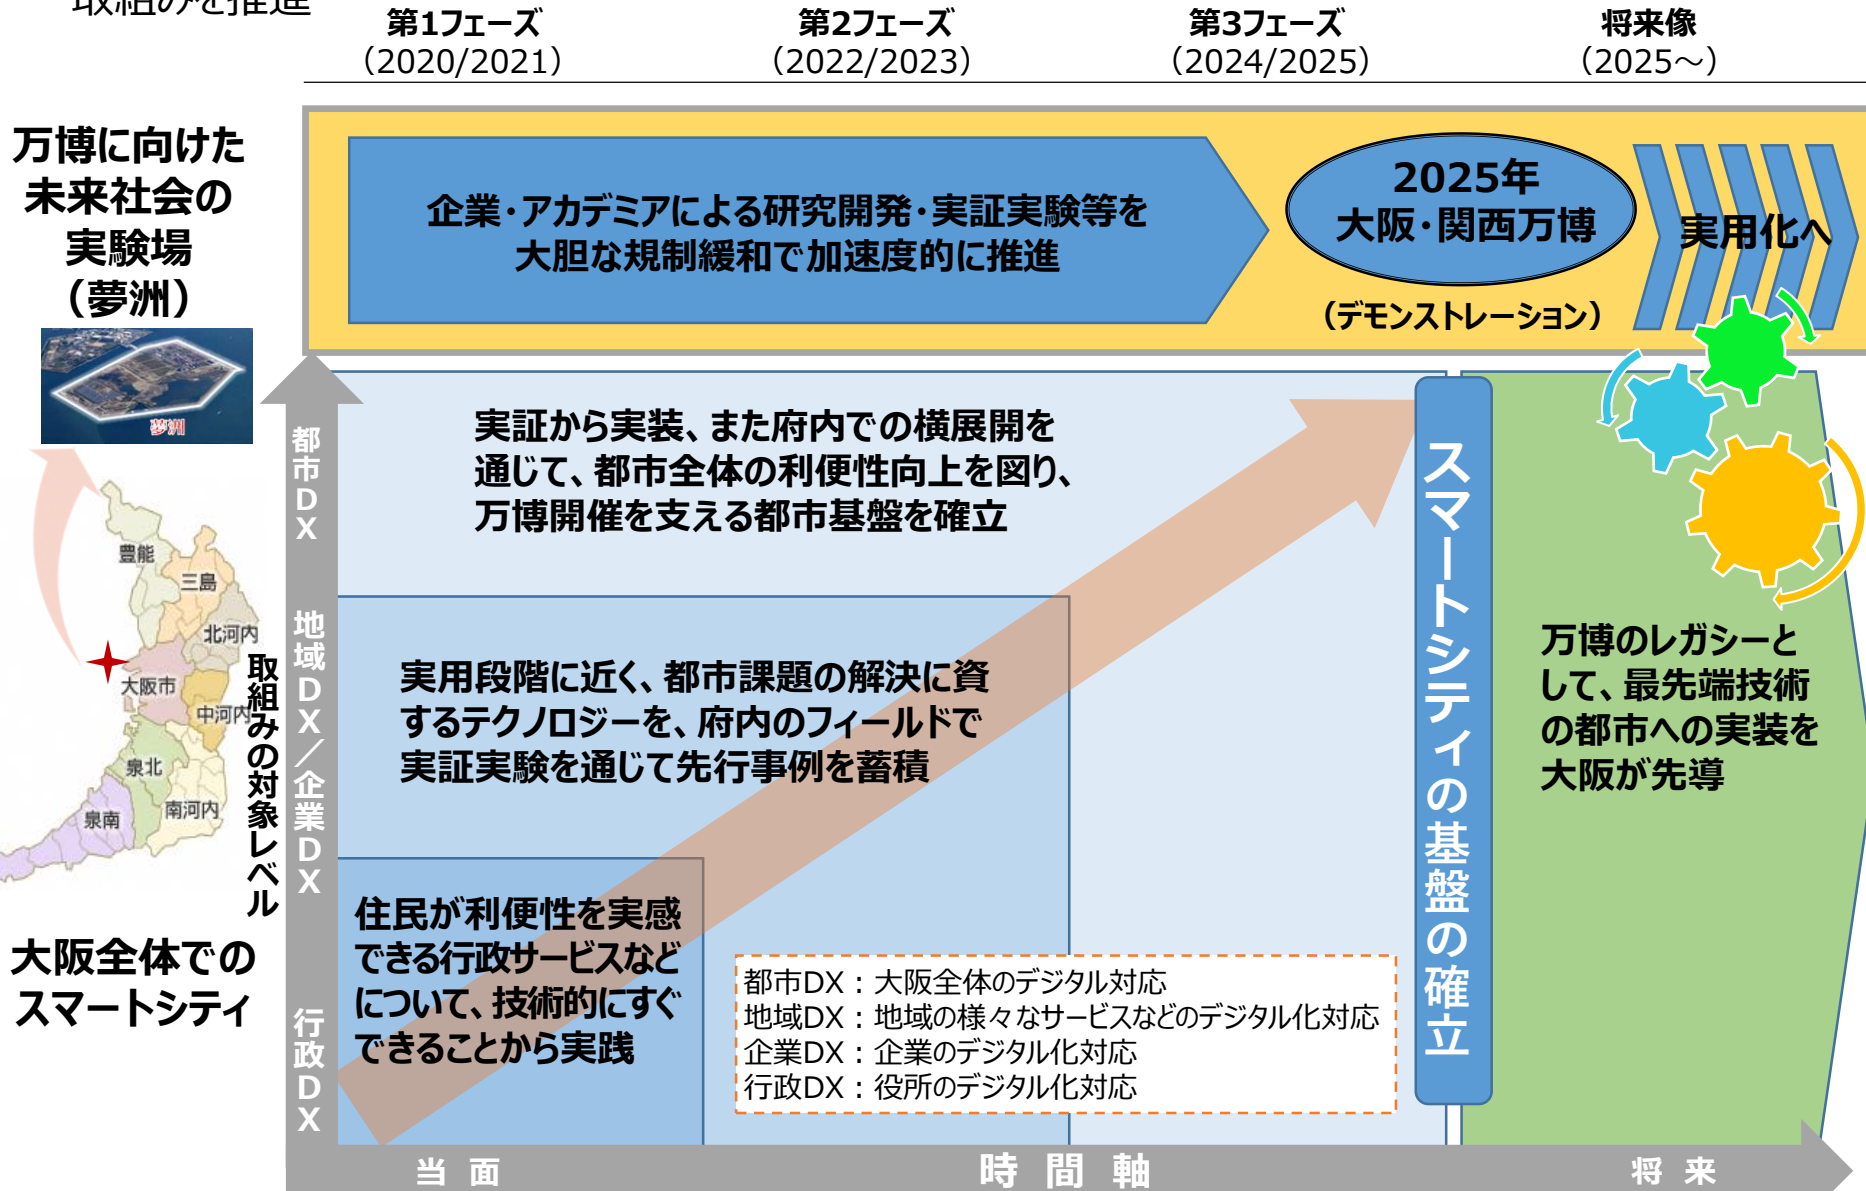 取組みを推進
第1フェーズ
（2020/2021）
第2フェーズ
（2022/2023）
第3フェーズ
（2024/2025）
将来像
（2025～）
万博に向けた
未来社会の
実験場
（夢洲）
夢洲
企業・アカデミアによる研究開発・実証実験等を
大胆な規制緩和で加速度的に推進
2025年
大阪・関西万博
（デモンストレーション）
実用化へ
豊能
三島
北河内
大阪市
中河内
泉北
南河内
泉南
大阪全体での
スマートシティ
取組みの対象レベル
都市DX
地域DX／企業DX
行政DX
実証から実装、また府内での横展開を
通じて、都市全体の利便性向上を図り、
万博開催を支える都市基盤を確立
実用段階に近く、都市課題の解決に資
するテクノロジーを、府内のフィールドで
実証実験を通じて先行事例を蓄積
住民が利便性を実感
できる行政サービスなど
について、技術的にすぐ
できることから実践
都市DX：大阪全体のデジタル対応
地域DX：地域の様々なサービスなどのデジタル化対応
企業DX：企業のデジタル化対応
行政DX：役所のデジタル化対応
スマートシティの基盤の確立
万博のレガシーと
して、最先端技術
の都市への実装を
大阪が先導
当面
時間軸
将来